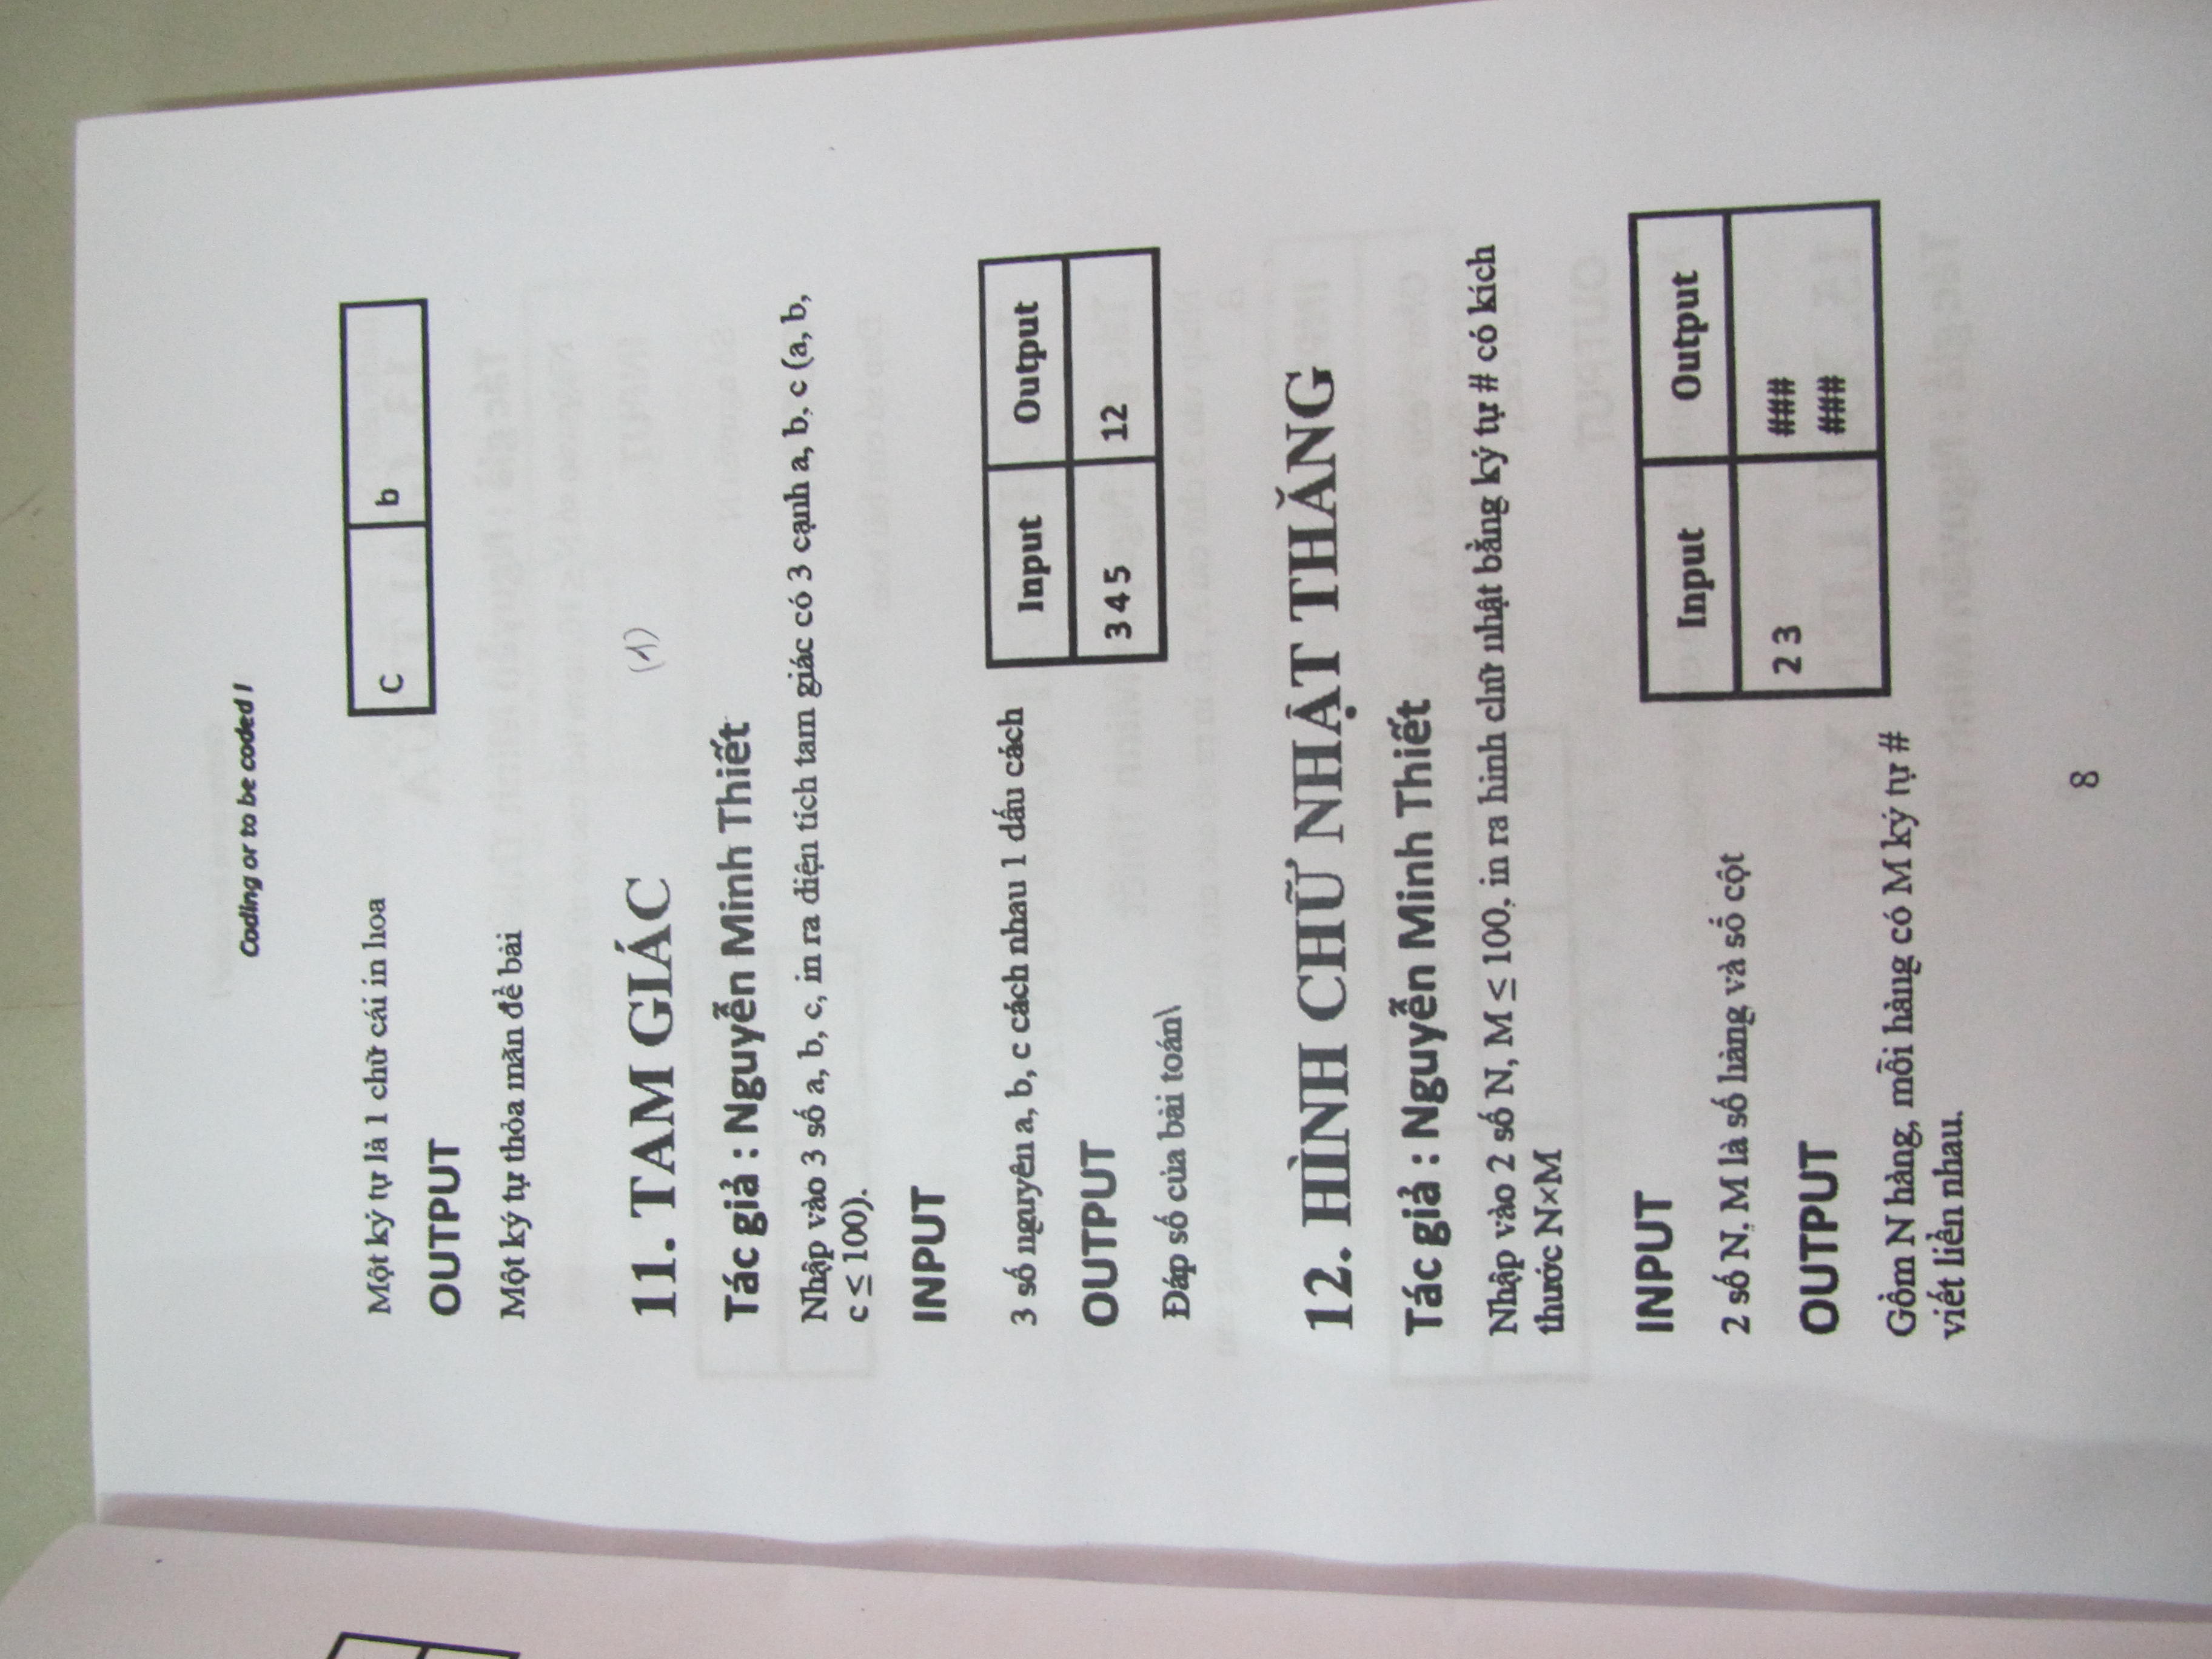 Coding or to be coded !
Một ký tự là 1 chữ cái in hoa
C b
OUTPUT
Một ký tự thỏa mãn đề bài
11. TAM GIÁC (1)
Tác giả : Nguyễn Minh Thiết
Nhập vào 3 số a, b, c, in ra diện tích tam giác có 3 cạnh a, b, c (a, b,
c ≤ 100).
INPUT
3 số nguyên a, b, c cách nhau 1 dấu cách
OUTPUT
Đáp số của bài toán\
Input Output
3 4 5 12
12. HÌNH CHỮ NHẬT THẲNG
Tác giả : Nguyễn Minh Thiết
Nhập vào 2 số N, M ≤ 100, in ra hình chữ nhật bằng ký tự # có kích
thước N×M
INPUT
2 số N, M là số hàng và số cột
OUTPUT
Gồm N hàng, mỗi hàng có M ký tự #
viết liền nhau.
Input Output
2 3 ###
###
8